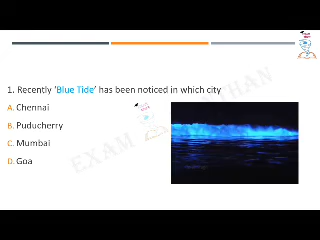 1. Recently 'Blue Tide' has been noticed in which city
A. Chennai
B. Puducherry
C. Mumbai
D. Goa